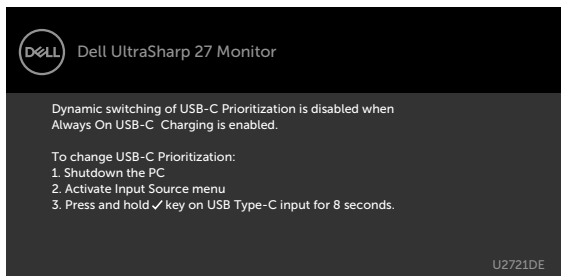 DELL Dell UltraSharp 27 Monitor
Dynamic switching of USB-C Prioritization is disabled when
Always On USB-C Charging is enabled.
To change USB-C Prioritization:
1. Shutdown the PC
2. Activate Input Source menu
3. Press and hold ✓ key on USB Type-C input for 8 seconds.
U2721DE